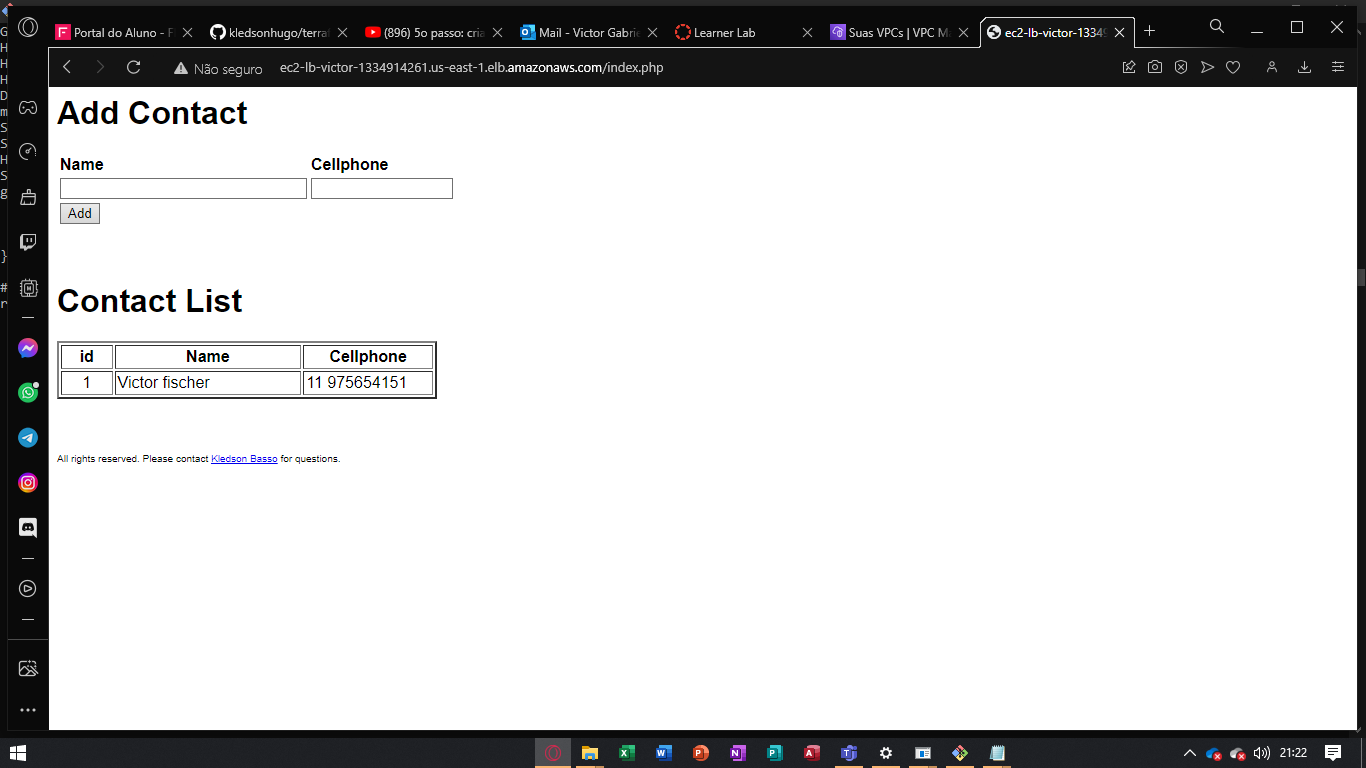 Portal do Aluno - F
kledsonhugo/terraf
(896) 5o passo: cria
Mail - Victor Gabrie
Learner Lab
Suas VPCs | VPC Ma
ec2-lb-victor-13349
Não seguro
ec2-lb-victor-1334914261.us-east-1.elb.amazonaws.com/index.php
Add Contact
Name Cellphone
Add
Contact List
id Name Cellphone
1 Victor fischer 11 975654151
All rights reserved. Please contact Kledson Basso for questions.
21:22